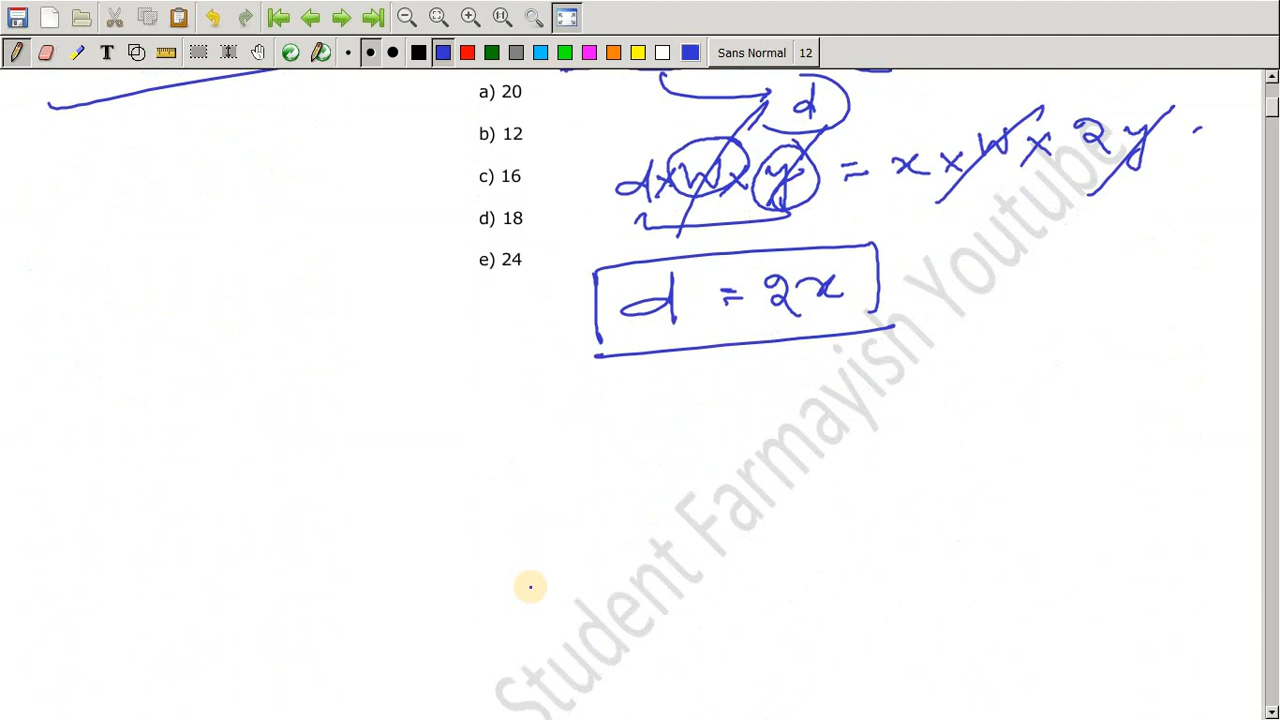 Sans Normal 12
a) 20
d
b) 12
d × w × y = x × w × 2y
c) 16
d) 18
e) 24
d = 2x
Student Farmayish Youtube